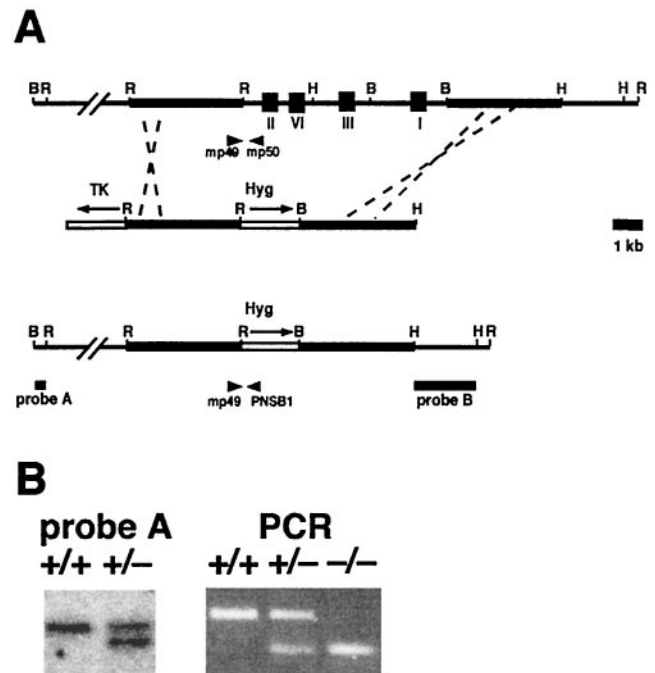 A
B R R R H B B H H R
II VI III I
mp49 mp50
TK Hyg
R R B H
1 kb
Hyg
B R R R B H H R
probe A mp49 PNSB1 probe B
B
probe A PCR
+/+ +/− +/+ +/− −/−